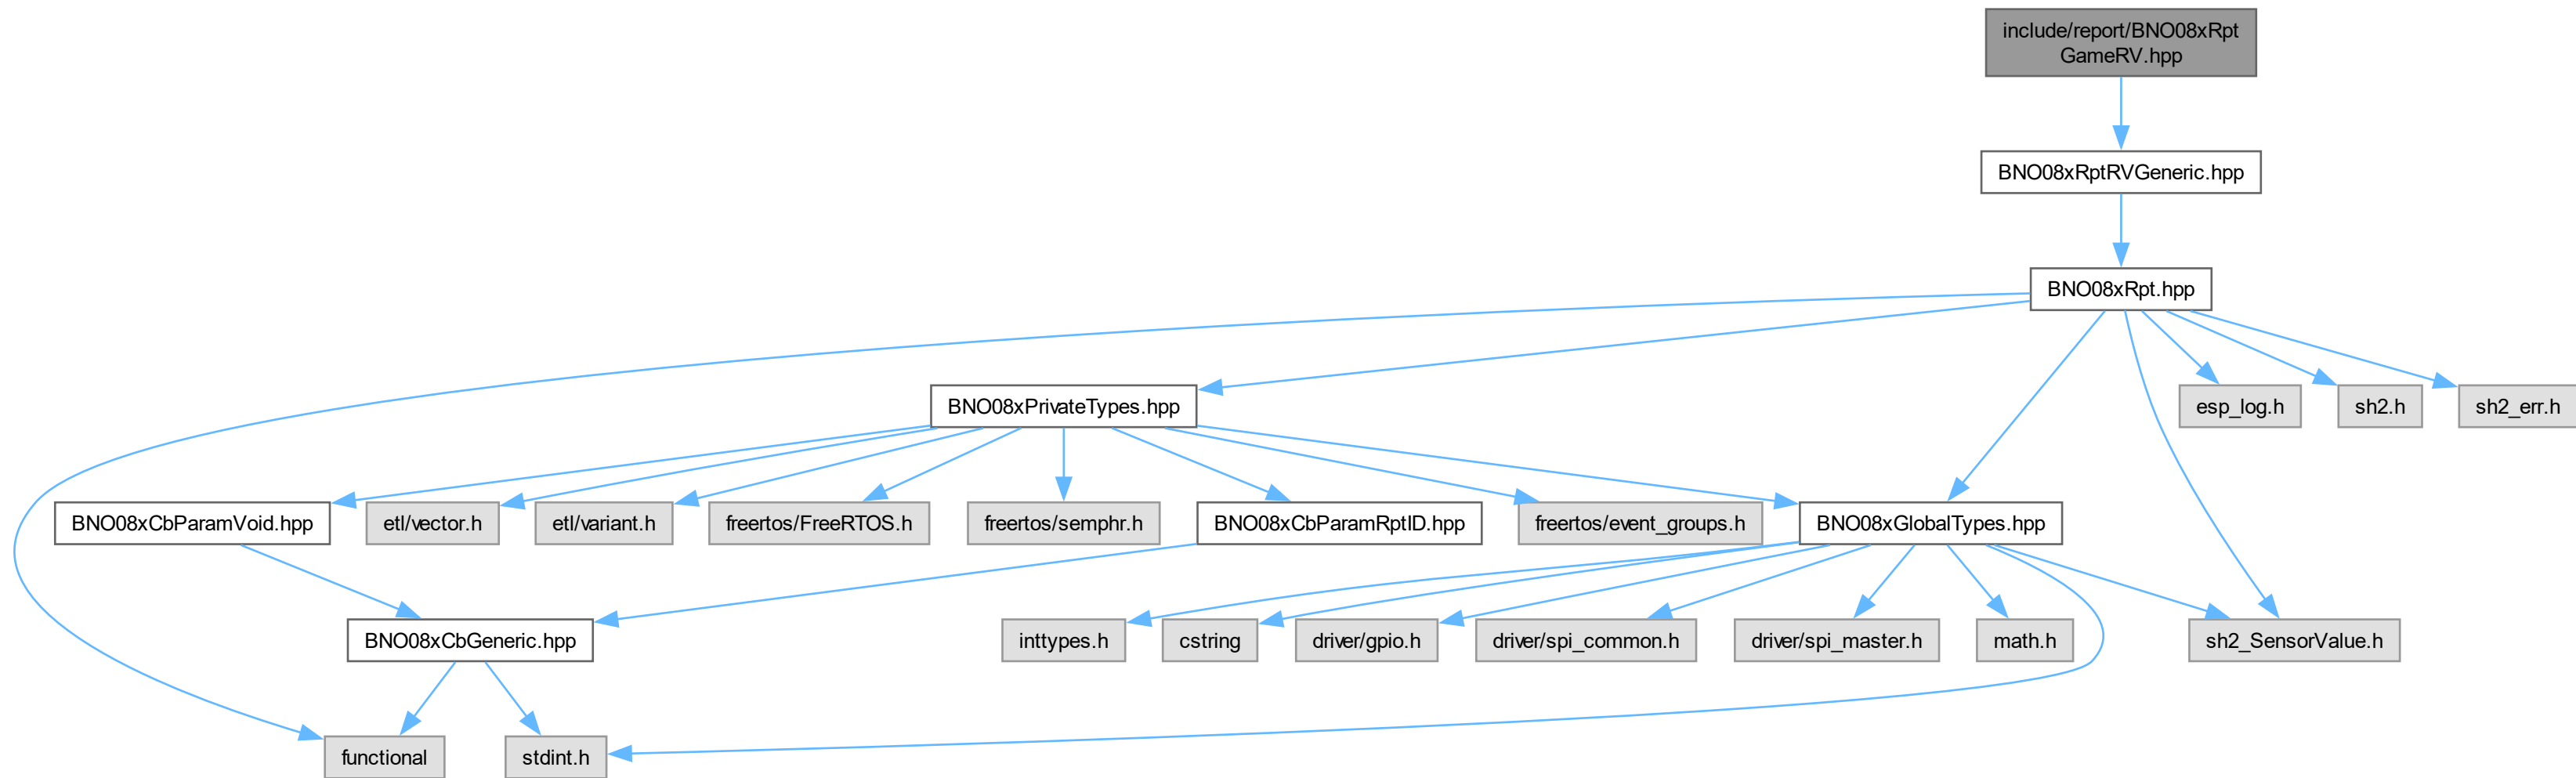 include/report/BNO08xRpt
GameRV.hpp
BNO08xRptRVGeneric.hpp
BNO08xRpt.hpp
BNO08xPrivateTypes.hpp
esp_log.h
sh2.h
sh2_err.h
BNO08xCbParamVoid.hpp
etl/vector.h
etl/variant.h
freertos/FreeRTOS.h
freertos/semphr.h
BNO08xCbParamRptID.hpp
freertos/event_groups.h
BNO08xGlobalTypes.hpp
BNO08xCbGeneric.hpp
inttypes.h
cstring
driver/gpio.h
driver/spi_common.h
driver/spi_master.h
math.h
sh2_SensorValue.h
functional
stdint.h